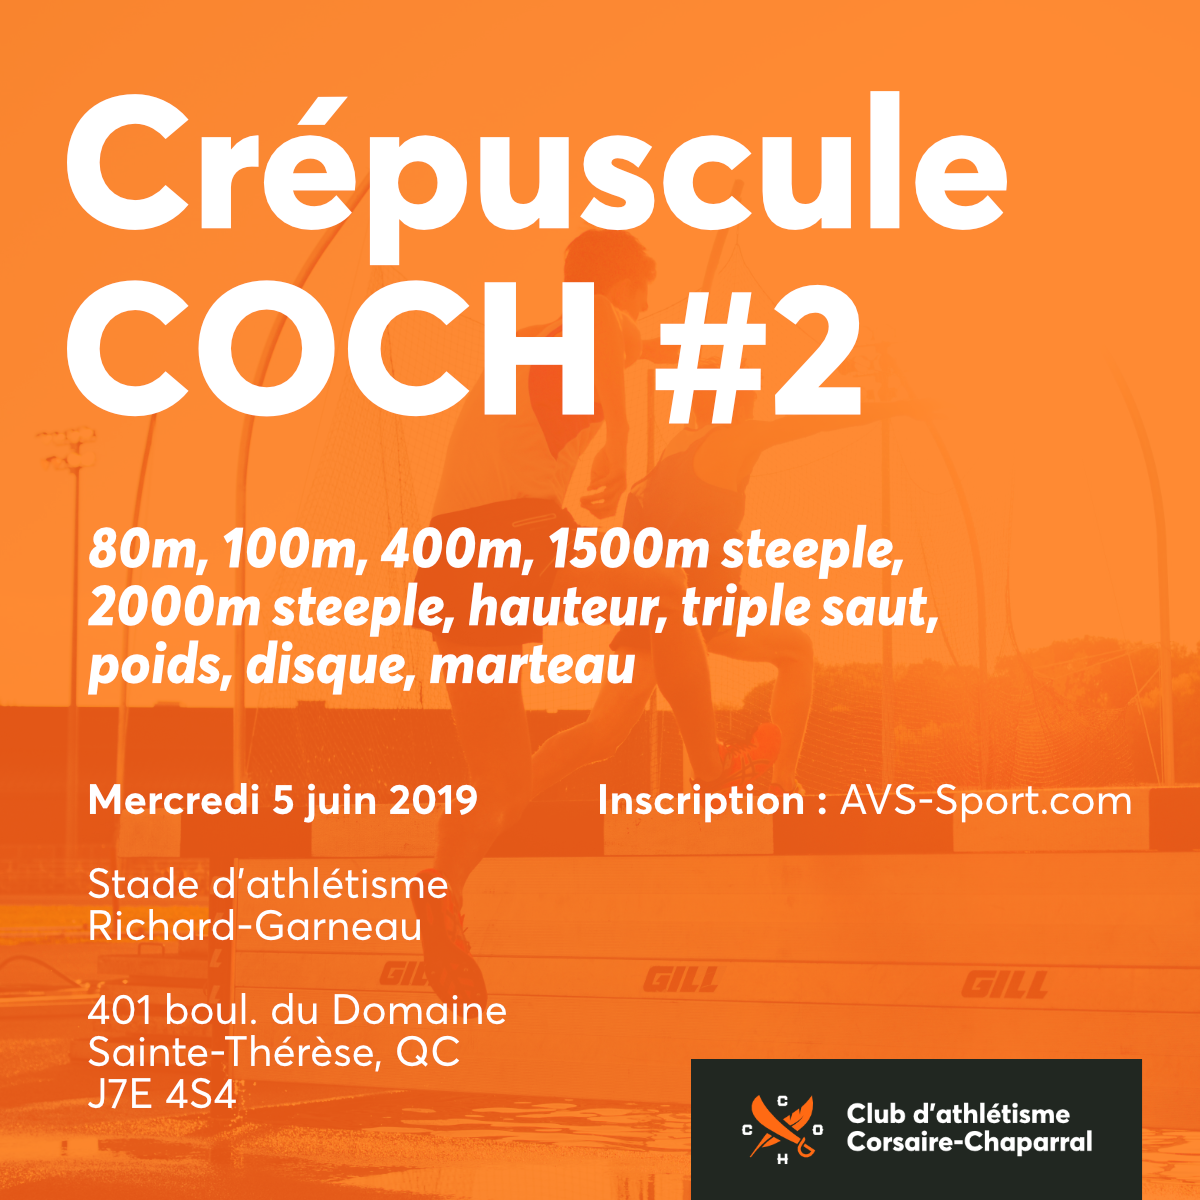 Crépuscule
COCH #2
80m, 100m, 400m, 1500m steeple,
2000m steeple, hauteur, triple saut,
poids, disque, marteau
Mercredi 5 juin 2019
Inscription : AVS-Sport.com
Stade d'athlétisme
Richard-Garneau
401 boul. du Domaine
Sainte-Thérèse, QC
J7E 4S4
GILL GILL GILL
C
C O
H
Club d'athlétisme
Corsaire-Chaparral